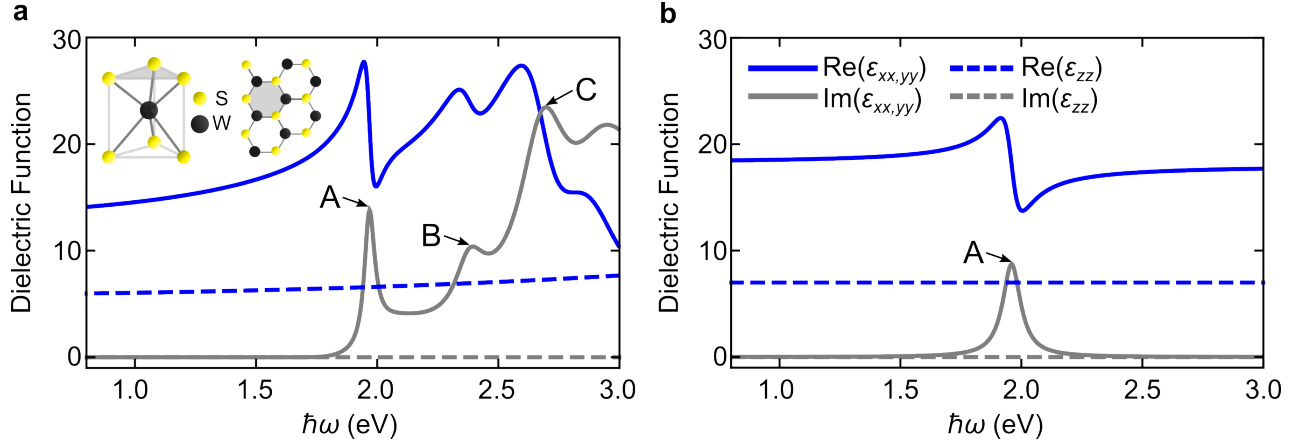 a
Dielectric Function
30
20
10
0
S
W
A
B
C
1.0 1.5 2.0 2.5 3.0
ħω (eV)
b
Dielectric Function
30
20
10
0
Re(εxx,yy) Re(εzz)
Im(εxx,yy) Im(εzz)
A
1.0 1.5 2.0 2.5 3.0
ħω (eV)